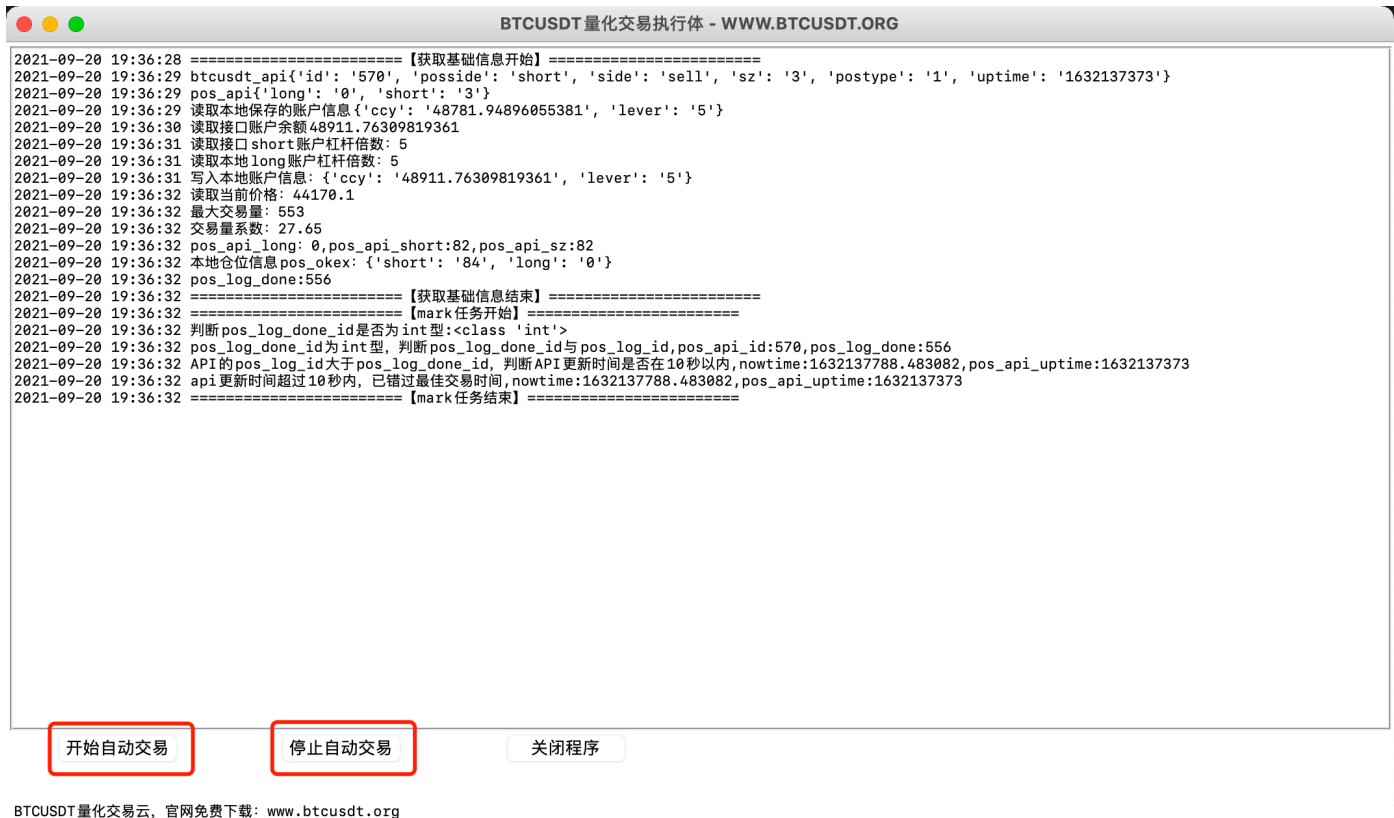 BTCUSDT量化交易执行体 - WWW.BTCUSDT.ORG
2021-09-20 19:36:28 ========================【获取基础信息开始】========================
2021-09-20 19:36:29 btcusdt_api{'id': '570', 'posside': 'short', 'side': 'sell', 'sz': '3', 'postype': '1', 'uptime': '1632137373'}
2021-09-20 19:36:29 pos_api{'long': '0', 'short': '3'}
2021-09-20 19:36:29 读取本地保存的账户信息{'ccy': '48781.94896055381', 'lever': '5'}
2021-09-20 19:36:30 读取接口账户余额48911.76309819361
2021-09-20 19:36:31 读取接口short账户杠杆倍数：5
2021-09-20 19:36:31 读取本地long账户杠杆倍数：5
2021-09-20 19:36:31 写入本地账户信息：{'ccy': '48911.76309819361', 'lever': '5'}
2021-09-20 19:36:32 读取当前价格：44170.1
2021-09-20 19:36:32 最大交易量：553
2021-09-20 19:36:32 交易量系数：27.65
2021-09-20 19:36:32 pos_api_long：0,pos_api_short:82,pos_api_sz:82
2021-09-20 19:36:32 本地仓位信息pos_okex：{'short': '84', 'long': '0'}
2021-09-20 19:36:32 pos_log_done:556
2021-09-20 19:36:32 ========================【获取基础信息结束】========================
2021-09-20 19:36:32 ========================【mark任务开始】========================
2021-09-20 19:36:32 判断pos_log_done_id是否为int型:<class 'int'>
2021-09-20 19:36:32 pos_log_done_id为int型，判断pos_log_done_id与pos_log_id,pos_api_id:570,pos_log_done:556
2021-09-20 19:36:32 API的pos_log_id大于pos_log_done_id，判断API更新时间是否在10秒以内,nowtime:1632137788.483082,pos_api_uptime:1632137373
2021-09-20 19:36:32 api更新时间超过10秒内，已错过最佳交易时间,nowtime:1632137788.483082,pos_api_uptime:1632137373
2021-09-20 19:36:32 ========================【mark任务结束】========================
开始自动交易 停止自动交易 关闭程序
BTCUSDT量化交易云，官网免费下载：www.btcusdt.org